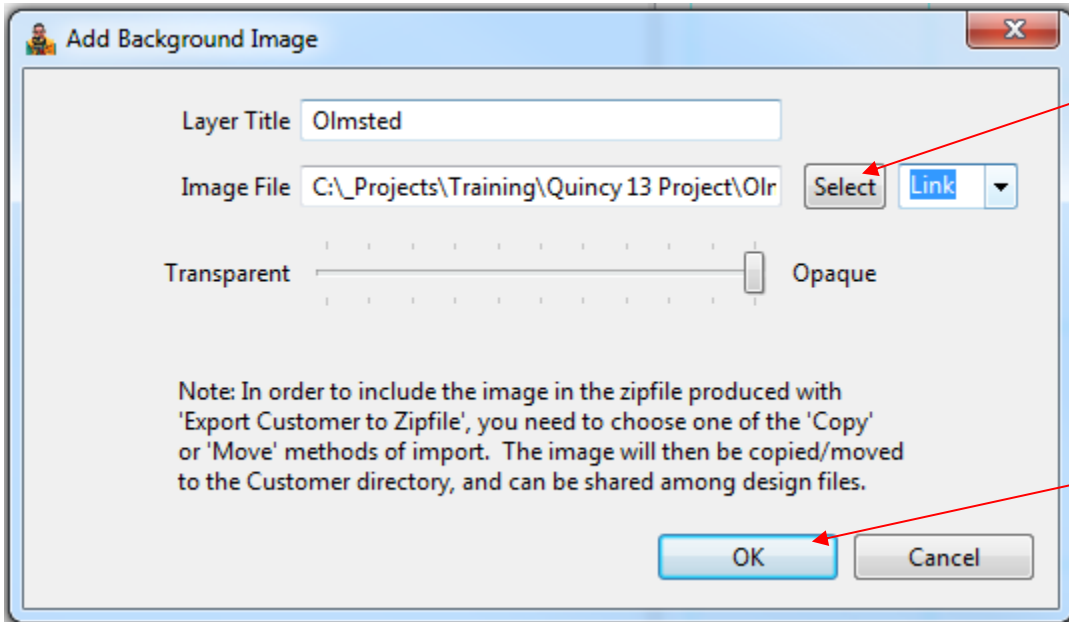 Add Background Image
Layer Title Olmsted
Image File C:\_Projects\Training\Quincy 13 Project\Olr Select Link
Transparent Opaque
Note: In order to include the image in the zipfile produced with
'Export Customer to Zipfile', you need to choose one of the 'Copy'
or 'Move' methods of import.  The image will then be copied/moved
to the Customer directory, and can be shared among design files.
OK Cancel